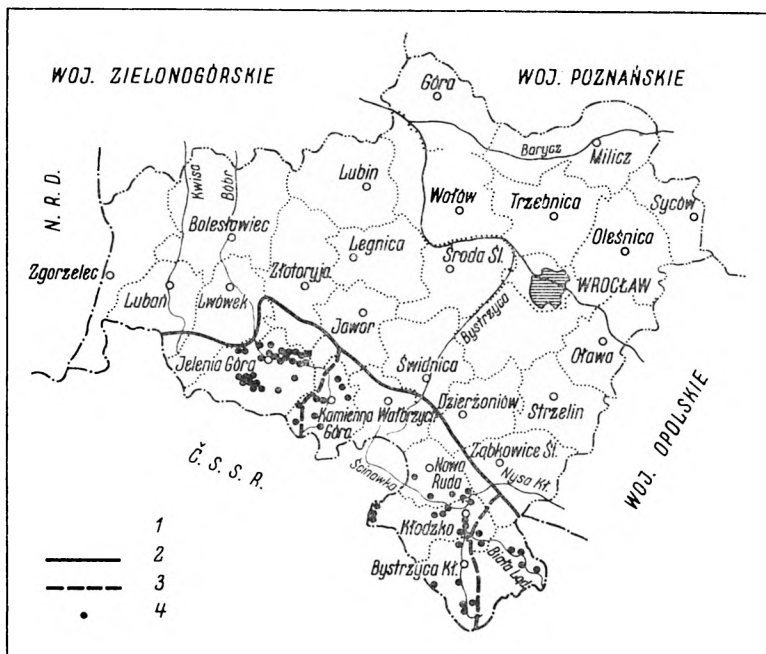 WOJ. ZIELONOGÓRSKIE
WOJ. POZNAŃSKIE
Góra
Barycz
Milicz
N. R. D.
Kwisa
Bóbr
Lubin
Wołów
Trzebnica
Syców
Bolesławiec
Legnica
Oleśnica
Środa Śl.
Zgorzelec
Złotoryja
Lubań
Lwówek
WROCŁAW
Jawor
Bystrzyca
Oława
Jelenia Góra
Świdnica
Kamienna Góra
Wałbrzych
Dzierżoniów
Strzelin
WOJ. OPOLSKIE
Č. S. S. R.
Ścinawka
Nowa Ruda
Ząbkowice Śl.
Nysa Kł.
Kłodzko
Bystrzyca Kł.
Biała Ląd.
1
2
3
4